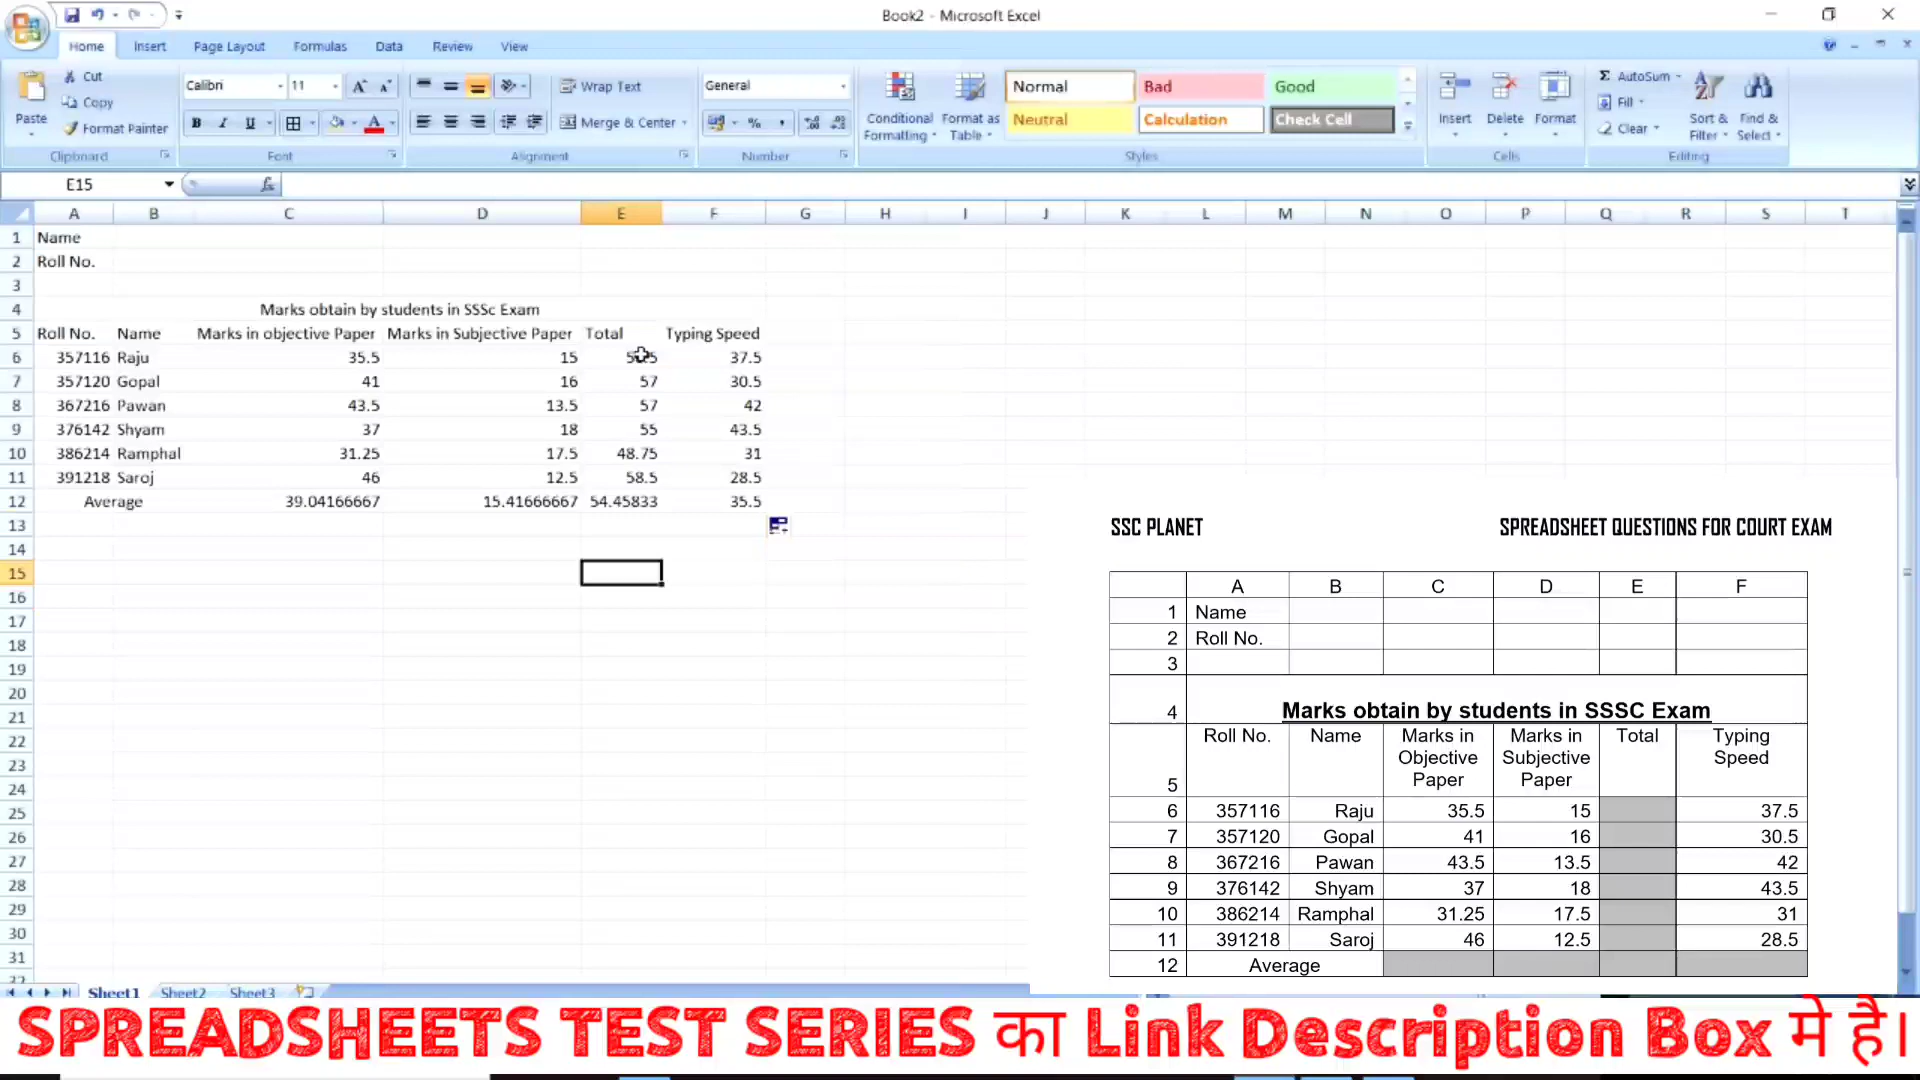 Book2 - Microsoft Excel
Home Insert Page Layout Formulas Data Review View
Paste
Cut
Copy
Format Painter
Clipboard
Calibri 11
B I U
Font
Wrap Text
Merge & Center
Alignment
General
%
Number
Conditional Formatting
Format as Table
Normal Bad Good
Neutral Calculation Check Cell
Styles
Insert Delete Format
Cells
Σ AutoSum
Fill
Clear
Sort & Filter
Find & Select
Editing
E15 fx
A B C D E F G H I J K L M N O P Q R S T
1 Name
2 Roll No.
3
4 Marks obtain by students in SSSc Exam
5 Roll No. Name Marks in objective Paper Marks in Subjective Paper Total Typing Speed
6 357116 Raju 35.5 15 37.5
7 357120 Gopal 41 16 57 30.5
8 367216 Pawan 43.5 13.5 57 42
9 376142 Shyam 37 18 55 43.5
10 386214 Ramphal 31.25 17.5 48.75 31
11 391218 Saroj 46 12.5 58.5 28.5
12 Average 39.04166667 15.41666667 54.45833 35.5
13
14
15
16
17
18
19
20
21
22
23
24
25
26
27
28
29
30
31
Sheet1 Sheet2 Sheet3
SSC PLANET SPREADSHEET QUESTIONS FOR COURT EXAM
A B C D E F
1 Name
2 Roll No.
3
4 Marks obtain by students in SSSC Exam
5 Roll No. Name Marks in Objective Paper Marks in Subjective Paper Total Typing Speed
6 357116 Raju 35.5 15 37.5
7 357120 Gopal 41 16 30.5
8 367216 Pawan 43.5 13.5 42
9 376142 Shyam 37 18 43.5
10 386214 Ramphal 31.25 17.5 31
11 391218 Saroj 46 12.5 28.5
12 Average
SPREADSHEETS TEST SERIES का Link Description Box मे है।